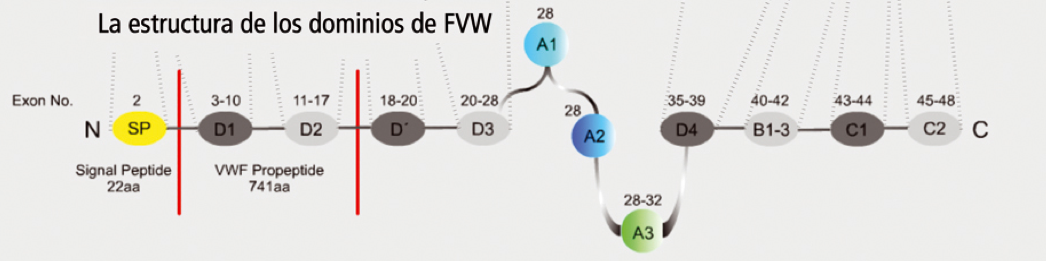 La estructura de los dominios de FVW
28
A1
Exon No. 2 3-10 11-17 18-20 20-28 28 35-39 40-42 43-44 45-48
N SP D1 D2 D´ D3 A2 D4 B1-3 C1 C2 C
Signal Peptide VWF Propeptide
22aa 741aa
28-32
A3